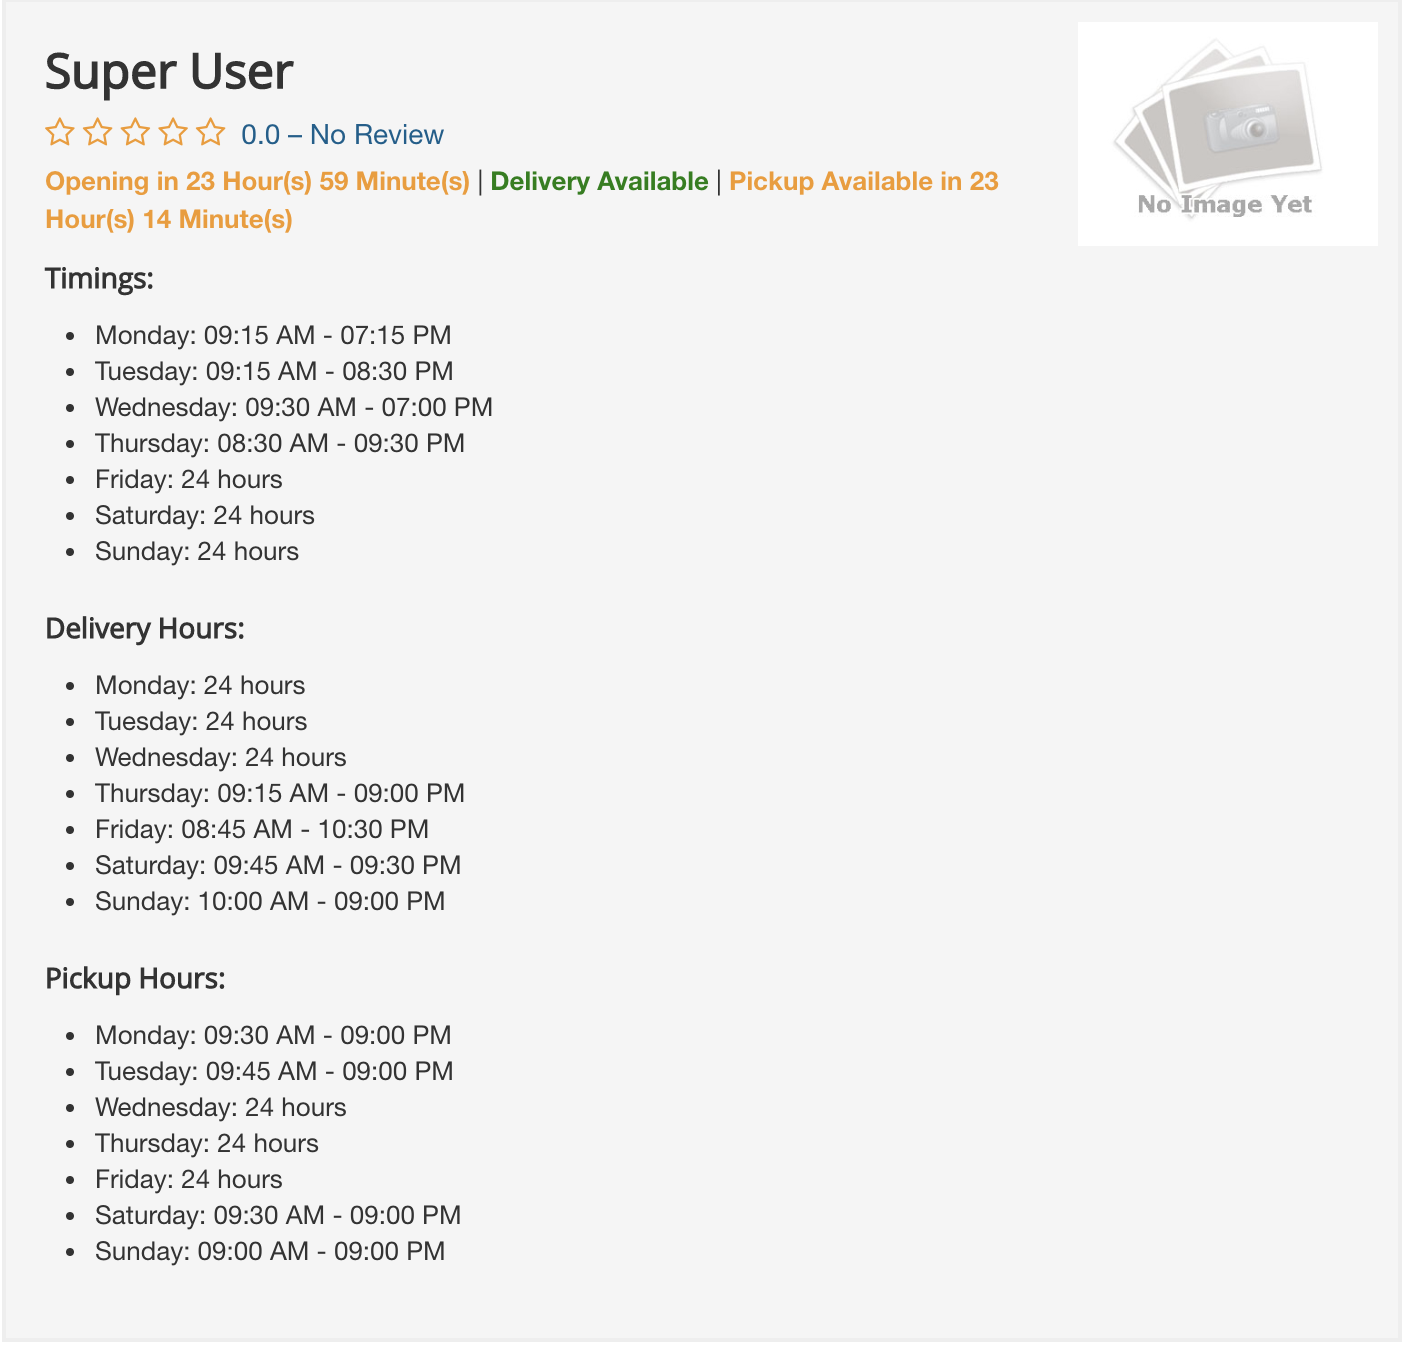 Super User
0.0 – No Review
Opening in 23 Hour(s) 59 Minute(s) | Delivery Available | Pickup Available in 23
Hour(s) 14 Minute(s)
No Image Yet
Timings:
Monday: 09:15 AM - 07:15 PM
Tuesday: 09:15 AM - 08:30 PM
Wednesday: 09:30 AM - 07:00 PM
Thursday: 08:30 AM - 09:30 PM
Friday: 24 hours
Saturday: 24 hours
Sunday: 24 hours
Delivery Hours:
Monday: 24 hours
Tuesday: 24 hours
Wednesday: 24 hours
Thursday: 09:15 AM - 09:00 PM
Friday: 08:45 AM - 10:30 PM
Saturday: 09:45 AM - 09:30 PM
Sunday: 10:00 AM - 09:00 PM
Pickup Hours:
Monday: 09:30 AM - 09:00 PM
Tuesday: 09:45 AM - 09:00 PM
Wednesday: 24 hours
Thursday: 24 hours
Friday: 24 hours
Saturday: 09:30 AM - 09:00 PM
Sunday: 09:00 AM - 09:00 PM